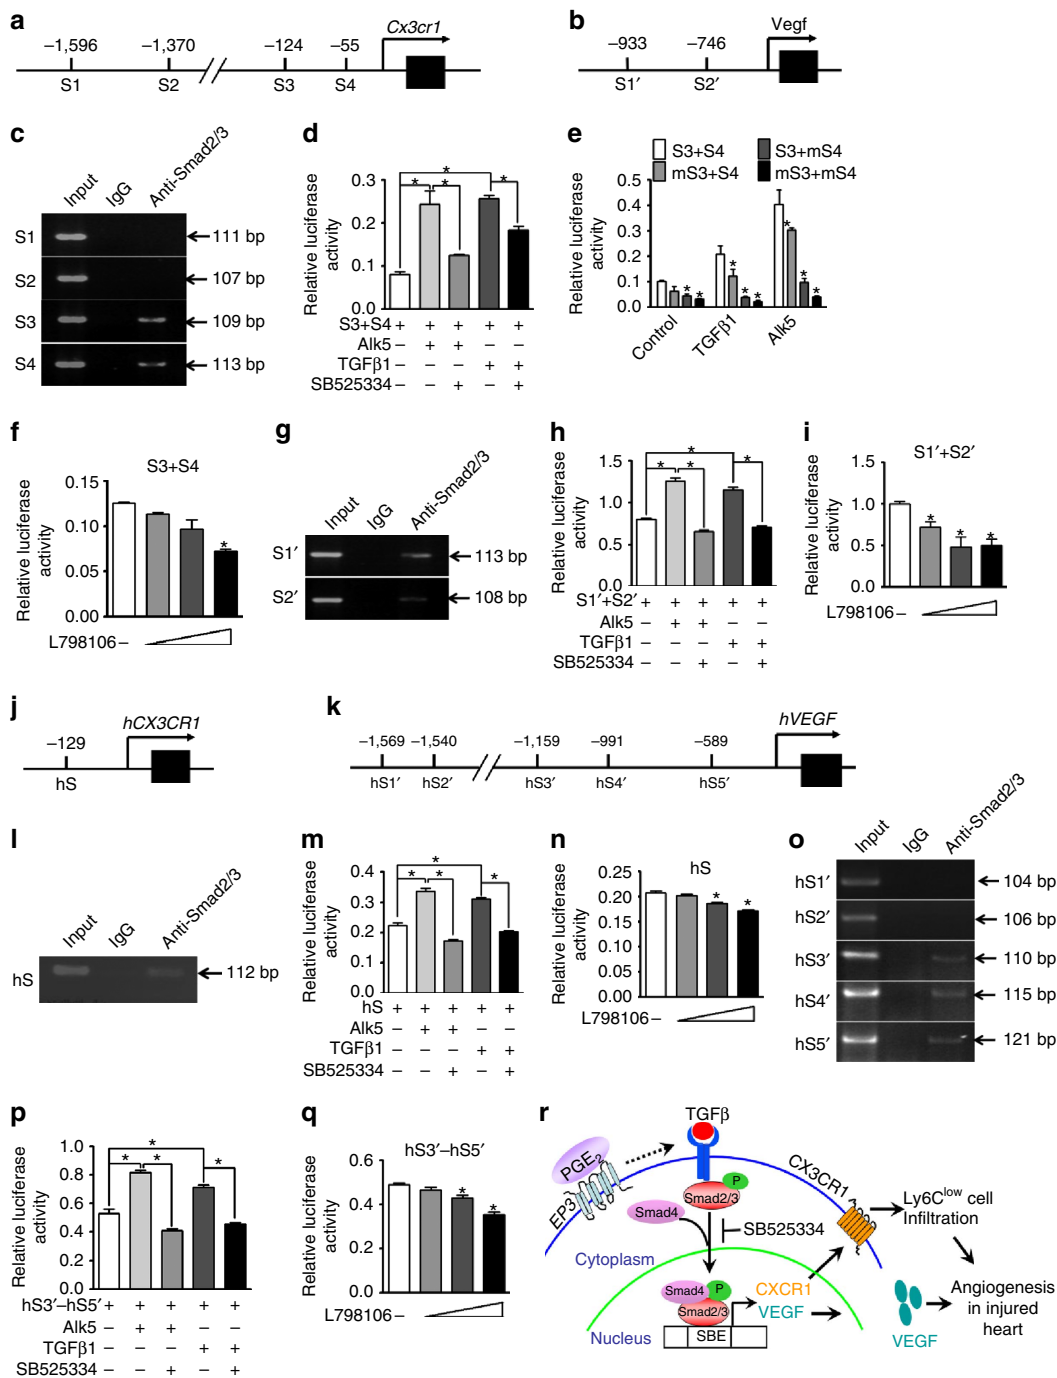 a
Cx3cr1
–1,596 –1,370 –124 –55
S1 S2 S3 S4
b
Vegf
–933 –746
S1′ S2′
c
Input IgG Anti-Smad2/3
S1 111 bp
S2 107 bp
S3 109 bp
S4 113 bp
d
Relative luciferase activity
0.3
0.2
0.1
0.0
* * * * *
S3+S4 + + + + +
Alk5 – + + – –
TGFβ1 – – – + +
SB525334 – – + – +
e
S3+S4 S3+mS4
mS3+S4 mS3+mS4
Relative luciferase activity
0.5
0.4
0.3
0.2
0.1
0.0
* * * * * * * *
Control TGFβ1 Alk5
f
S3+S4
Relative luciferase activity
0.15
0.10
0.05
0.00
*
L798106 –
g
Input IgG Anti-Smad2/3
S1′ 113 bp
S2′ 108 bp
h
Relative luciferase activity
1.5
1.0
0.5
0.0
* * * *
S1′+S2′ + + + + +
Alk5 – + + – –
TGFβ1 – – – + +
SB525334 – – + – +
i
S1′+S2′
Relative luciferase activity
1.5
1.0
0.5
0.0
* * *
L798106 –
j
hCX3CR1
–129
hS
k
hVEGF
–1,569 –1,540 –1,159 –991 –589
hS1′ hS2′ hS3′ hS4′ hS5′
l
Input IgG Anti-Smad2/3
hS 112 bp
m
Relative luciferase activity
0.4
0.3
0.2
0.1
0.0
* * * *
hS + + + + +
Alk5 – + + – –
TGFβ1 – – – + +
SB525334 – – + – +
n
hS
Relative luciferase activity
0.25
0.20
0.15
0.10
0.05
0.00
* *
L798106 –
o
Input IgG Anti-Smad2/3
hS1′ 104 bp
hS2′ 106 bp
hS3′ 110 bp
hS4′ 115 bp
hS5′ 121 bp
p
Relative luciferase activity
1.0
0.8
0.6
0.4
0.2
0.0
* * * *
hS3′–hS5′ + + + + +
Alk5 – + + – –
TGFβ1 – – – + +
SB525334 – – + – +
q
hS3′–hS5′
Relative luciferase activity
0.6
0.4
0.2
0.0
* *
L798106 –
r
TGFβ
PGE2
EP3
P
Smad2/3
Smad4
SB525334
CX3CR1
Ly6Clow cell
Infiltration
Cytoplasm
Smad4 P
Smad2/3
SBE
CXCR1
VEGF
Nucleus
VEGF
Angiogenesis
in injured
heart